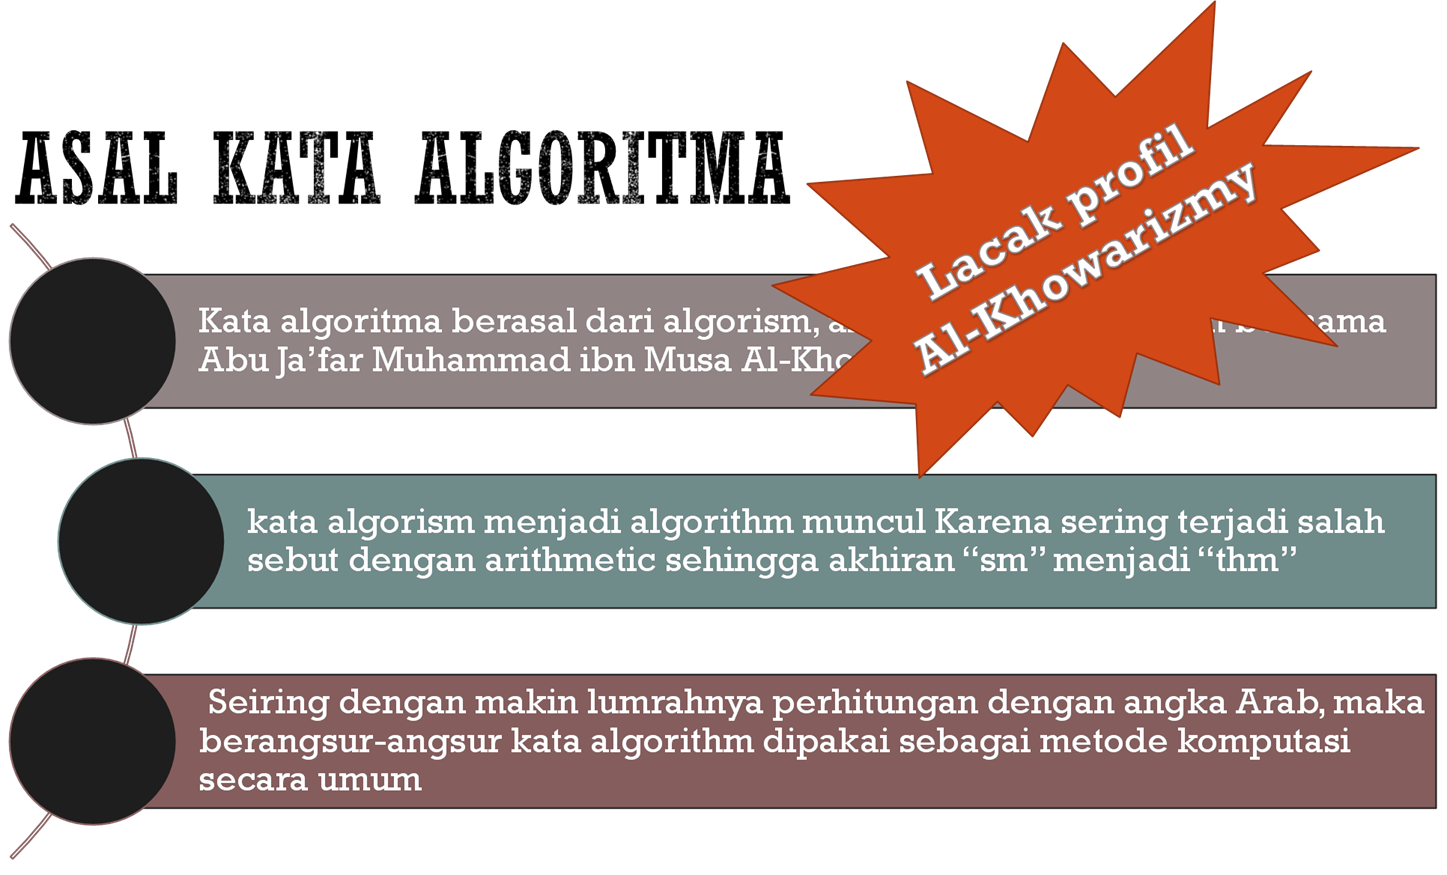 ASAL KATA ALGORITMA
Lacak profil
Al-Khowarizmy
Kata algoritma berasal dari algorism,
Abu Ja’far Muhammad ibn Musa
kata algorism menjadi algorithm muncul Karena sering terjadi salah
sebut dengan arithmetic sehingga akhiran “sm” menjadi “thm”
Seiring dengan makin lumrahnya perhitungan dengan angka Arab, maka
berangsur-angsur kata algorithm dipakai sebagai metode komputasi
secara umum